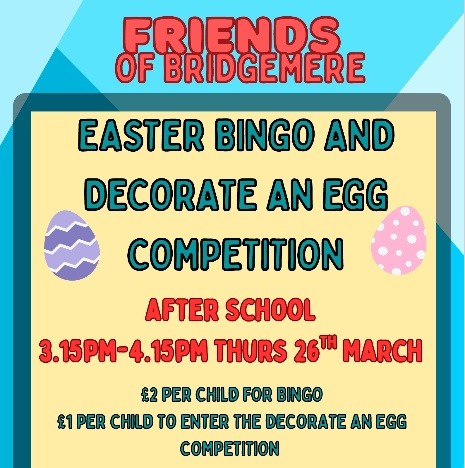 FRIENDS
OF BRIDGEMERE
EASTER BINGO AND
DECORATE AN EGG
COMPETITION
AFTER SCHOOL
3.15PM-4.15PM THURS 26TH MARCH
£2 PER CHILD FOR BINGO
£1 PER CHILD TO ENTER THE DECORATE AN EGG
COMPETITION